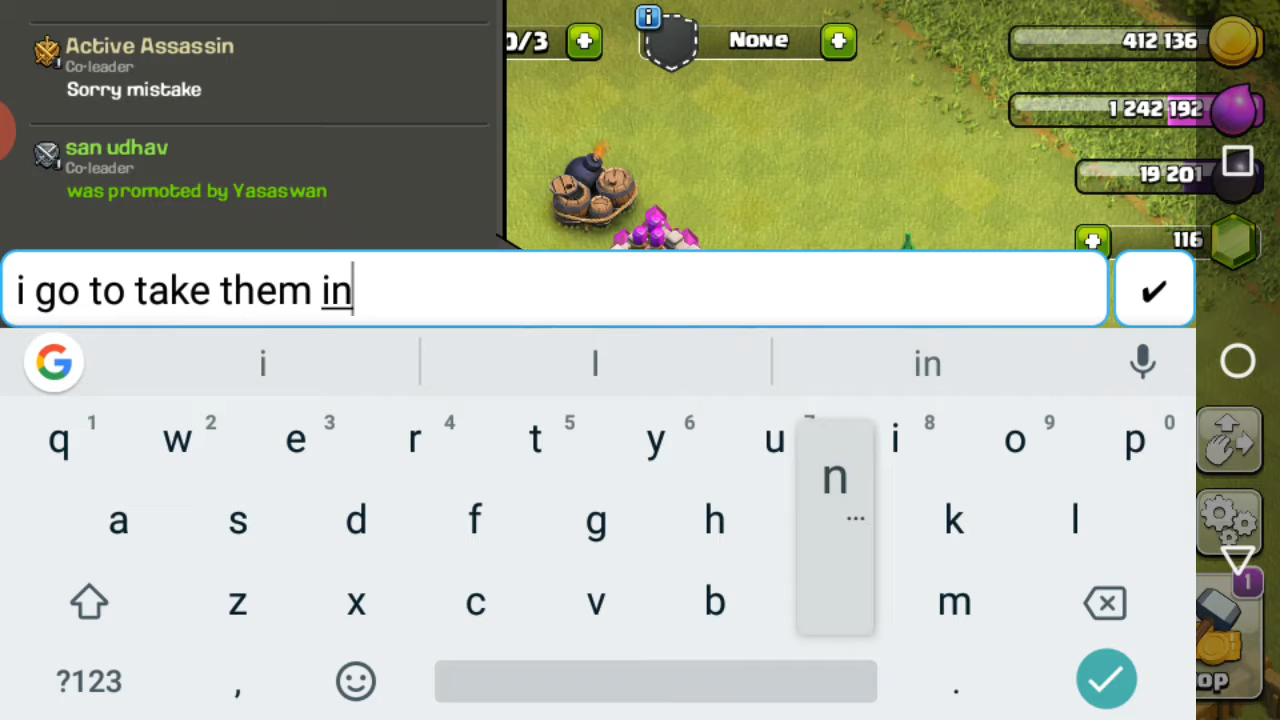 Active Assassin
Co-leader
Sorry mistake
san udhav
Co-leader
was promoted by Yasaswan
0/3
None
412 136
1 242 192
19 201
116
i go to take them in
i I in
q 1 w 2 e 3 r 4 t 5 y 6 u 7 i 8 o 9 p 0
a s d f g h k l
z x c v b n m
?123 , .
1
OP